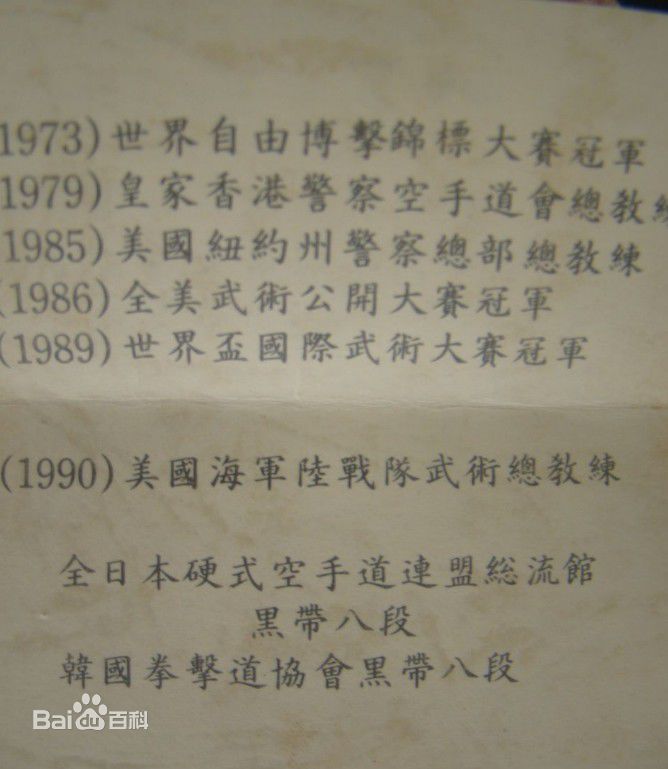 1973)世界自由博擊錦標大賽冠軍
1979)皇家香港警察空手道會總教練
1985)美國紐約州警察總部總教練
(1986)全美武術公開大賽冠軍
(1989)世界盃國際武術大賽冠軍
(1990)美國海軍陸戰隊武術總教練
全日本硬式空手道連盟総流館
黑帶八段
韓國拳擊道協會黑帶八段
Bai du 百科